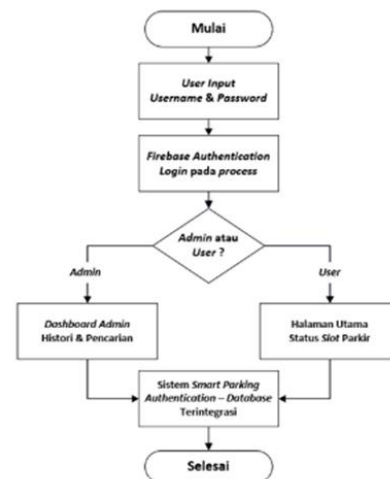 Mulai
User Input
Username & Password
Firebase Authentication
Login pada process
Admin atau
User ?
Admin
User
Dashboard Admin
Histori & Pencarian
Halaman Utama
Status Slot Parkir
Sistem Smart Parking
Authentication – Database
Terintegrasi
Selesai